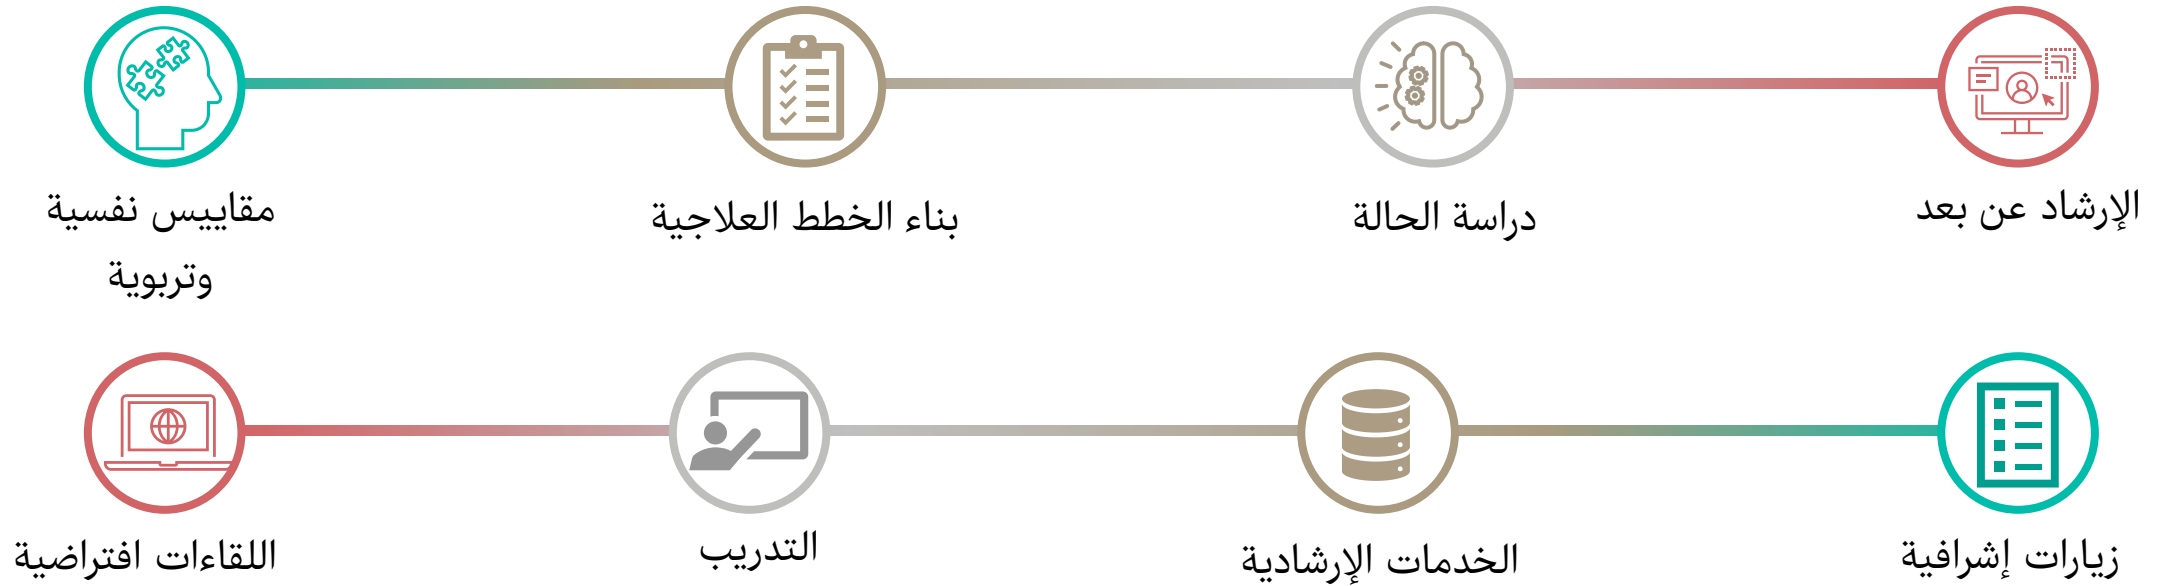 الإرشاد عن بعد
دراسة الحالة
بناء الخطط العلاجية
مقاييس نفسية
وتربوية
زيارات إشرافية
الخدمات الإرشادية
التدريب
اللقاءات افتراضية